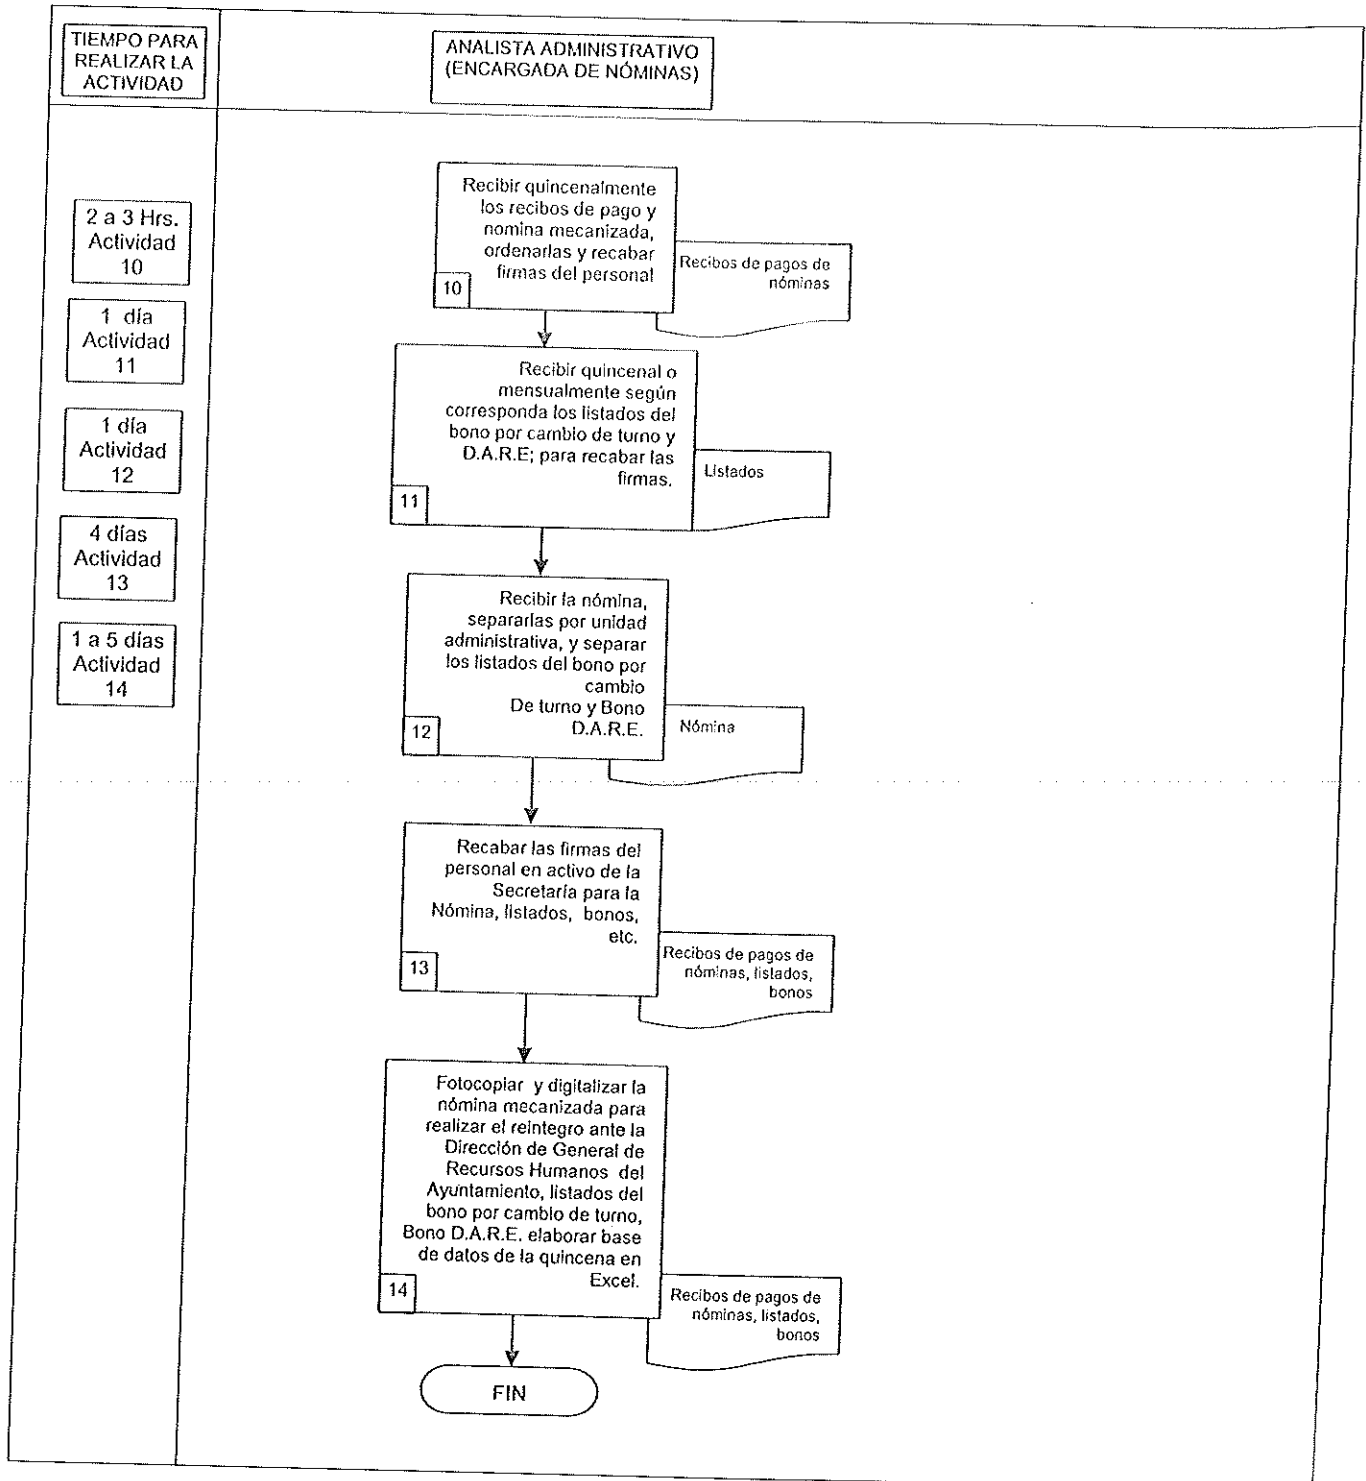 TIEMPO PARA
REALIZAR LA
ACTIVIDAD
ANALISTA ADMINISTRATIVO
(ENCARGADA DE NÓMINAS)
2 a 3 Hrs.
Actividad
10
1 día
Actividad
11
1 día
Actividad
12
4 días
Actividad
13
1 a 5 días
Actividad
14
Recibir quincenalmente
los recibos de pago y
nomina mecanizada,
ordenarlas y recabar
firmas del personal
10
Recibos de pagos de
nóminas
Recibir quincenal o
mensualmente según
corresponda los listados del
bono por cambio de turno y
D.A.R.E; para recabar las
firmas.
11
Listados
Recibir la nómina,
separarlas por unidad
administrativa, y separar
los listados del bono por
cambio
De turno y Bono
D.A.R.E.
12
Nómina
Recabar las firmas del
personal en activo de la
Secretaría para la
Nómina, listados, bonos,
etc.
13
Recibos de pagos de
nóminas, listados,
bonos
Fotocopiar y digitalizar la
nómina mecanizada para
realizar el reintegro ante la
Dirección de General de
Recursos Humanos del
Ayuntamiento, listados del
bono por cambio de turno,
Bono D.A.R.E. elaborar base
de datos de la quincena en
Excel.
14
Recibos de pagos de
nóminas, listados,
bonos
FIN